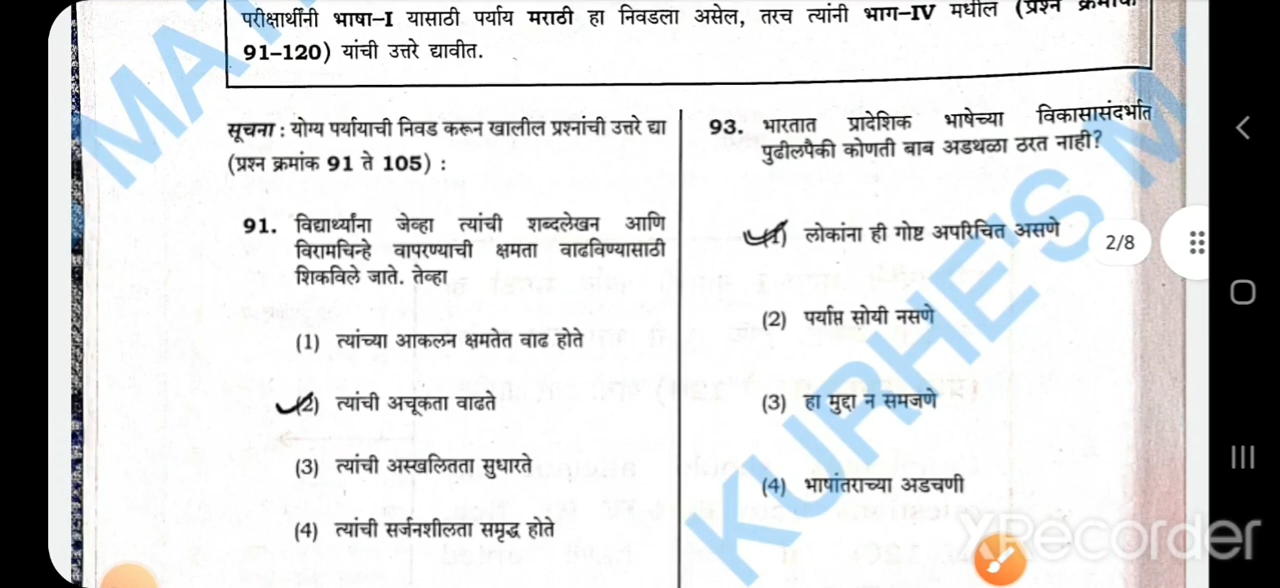 परीक्षार्थींनी भाषा–I यासाठी पर्याय मराठी हा निवडला असेल, तरच त्यांनी भाग–IV मधील (प्रश्न क्रमांक
91–120) यांची उत्तरे द्यावीत.
सूचना : योग्य पर्यायाची निवड करून खालील प्रश्नांची उत्तरे द्या
(प्रश्न क्रमांक 91 ते 105) :
91. विद्यार्थ्यांना जेव्हा त्यांची शब्दलेखन आणि
विरामचिन्हे वापरण्याची क्षमता वाढविण्यासाठी
शिकविले जाते. तेव्हा
(1) त्यांच्या आकलन क्षमतेत वाढ होते
(2) त्यांची अचूकता वाढते
(3) त्यांची अस्खलितता सुधारते
(4) त्यांची सर्जनशीलता समृद्ध होते
93. भारतात प्रादेशिक भाषेच्या विकासासंदर्भात
पुढीलपैकी कोणती बाब अडथळा ठरत नाही?
(1) लोकांना ही गोष्ट अपरिचित असणे
(2) पर्याप्त सोयी नसणे
(3) हा मुद्दा न समजणे
(4) भाषांतराच्या अडचणी
2/8
MAT
KURHE'S MA
XRecorder